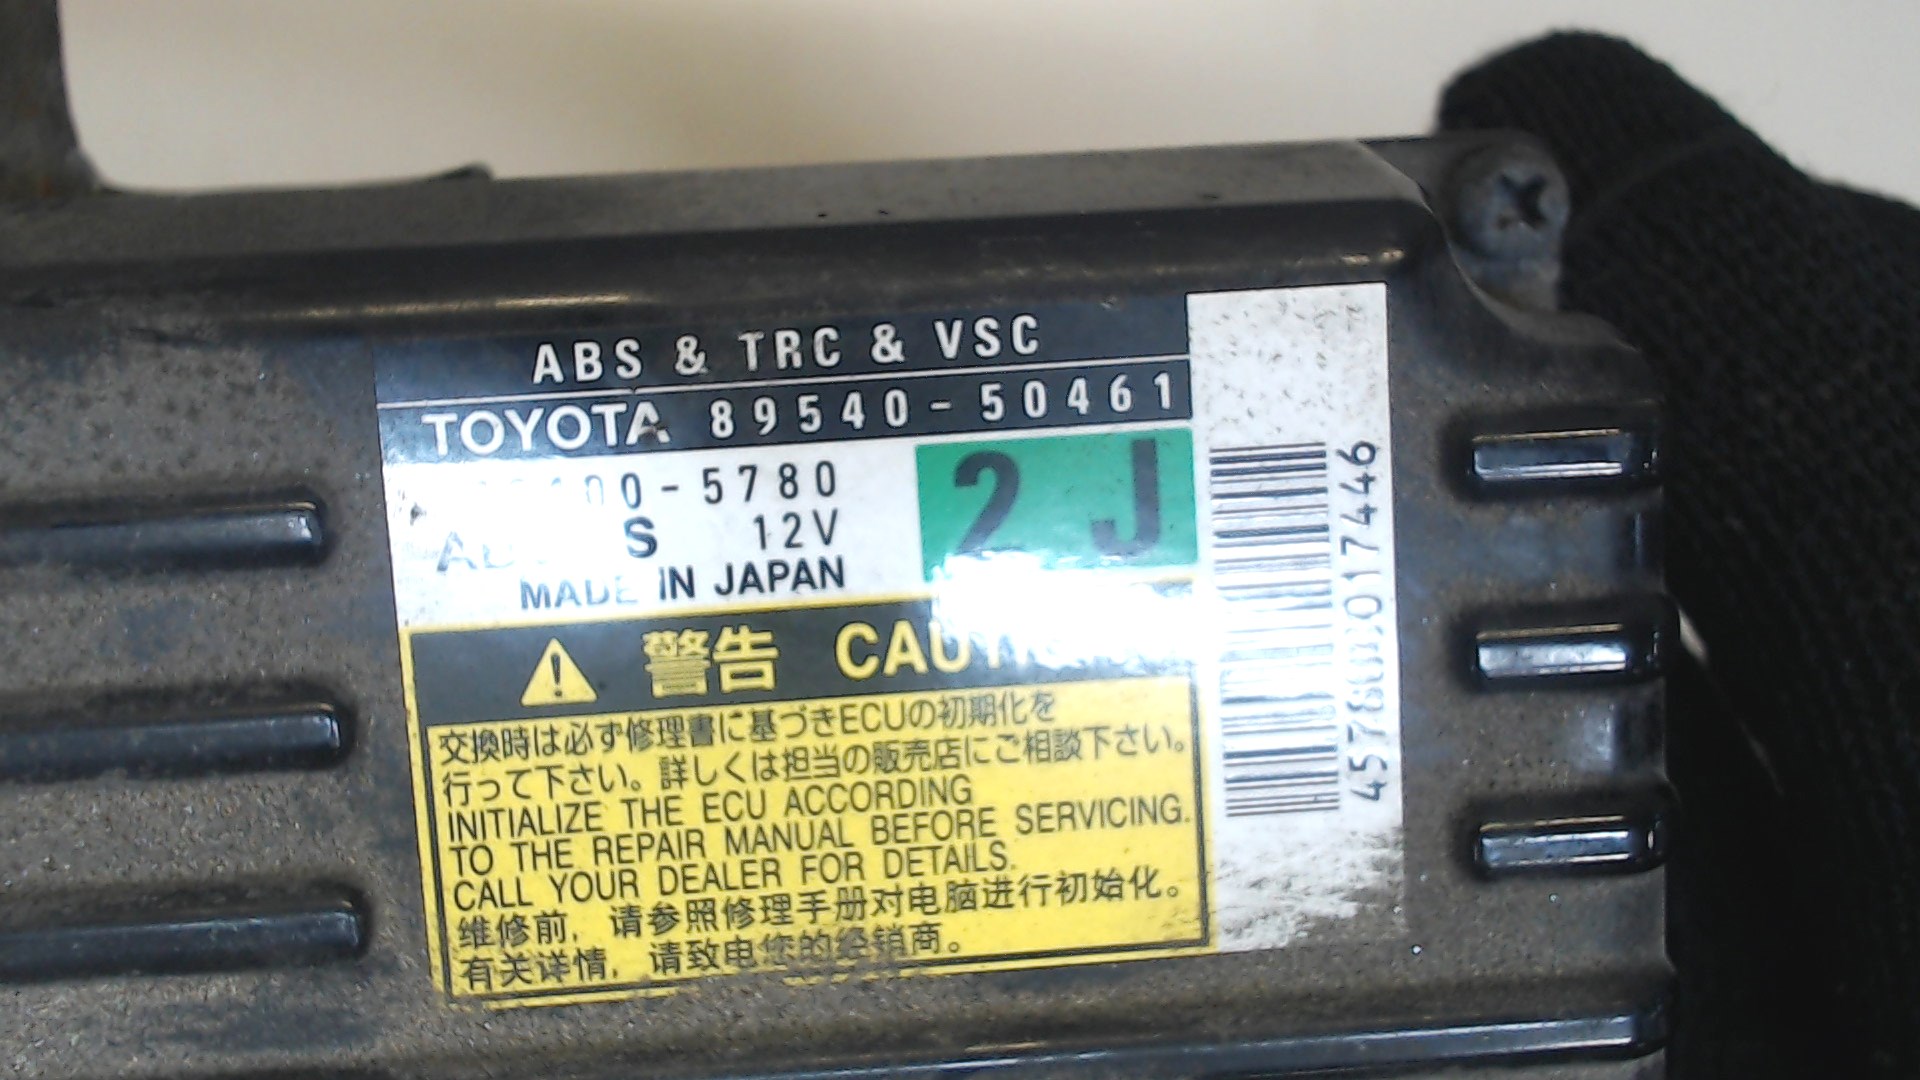 ABS & TRC & VSC
TOYOTA 89540-50461
00-5780
2J
S 12V
MADE IN JAPAN
警告
交換時は必ず修理書に基づきECUの初期化を
行って下さい。詳しくは担当の販売店にご相談下さい。
INITIALIZE THE ECU ACCORDING
TO THE REPAIR MANUAL BEFORE SERVICING.
CALL YOUR DEALER FOR DETAILS.
维修前，请参照修理手册对电脑进行初始化。
有关详情，请致电您的经销商。